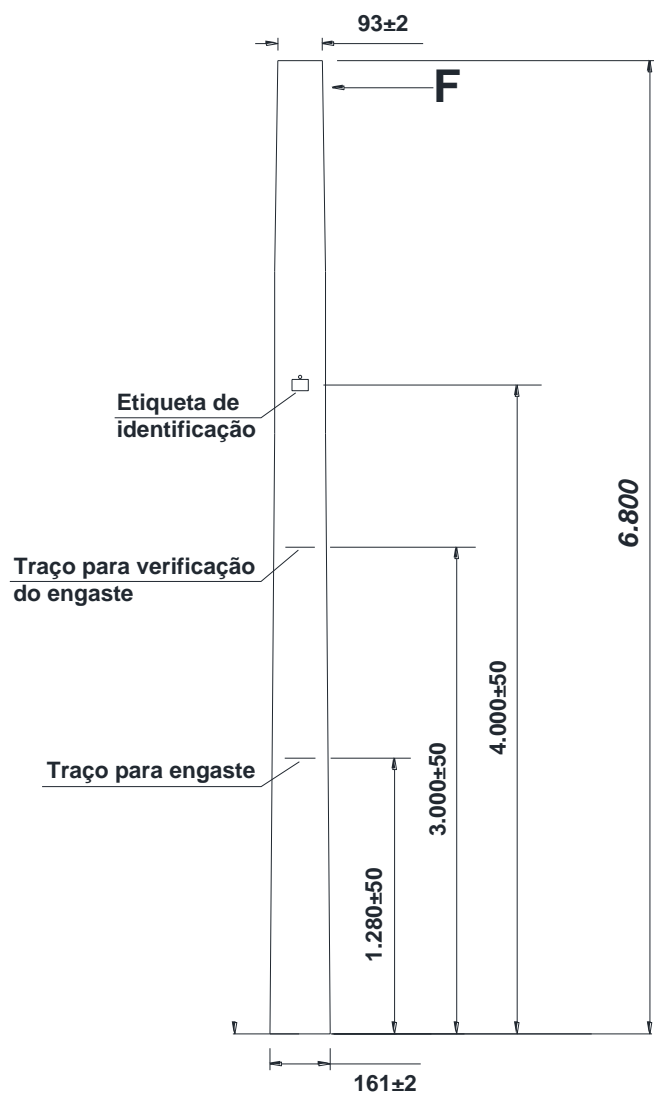 93±2
F
Etiqueta de
identificação
6.800
Traço para verificação
do engaste
4.000±50
3.000±50
Traço para engaste
1.280±50
161±2